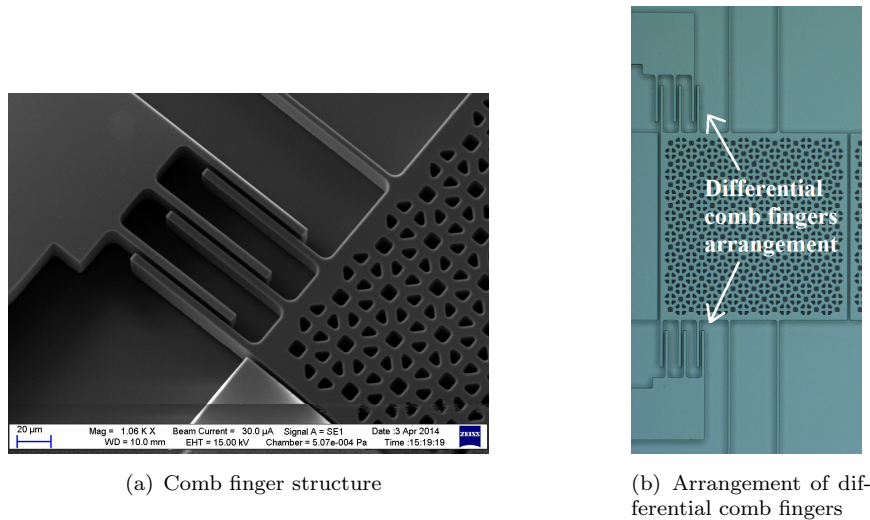 20 µm
Mag = 1.06 K X Beam Current = 30.0 µA Signal A = SE1 Date :3 Apr 2014
WD = 10.0 mm EHT = 15.00 kV Chamber = 5.07e-004 Pa Time :15:19:19
ZEISS
(a) Comb finger structure
Differential
comb fingers
arrangement
(b) Arrangement of dif-
ferential comb fingers